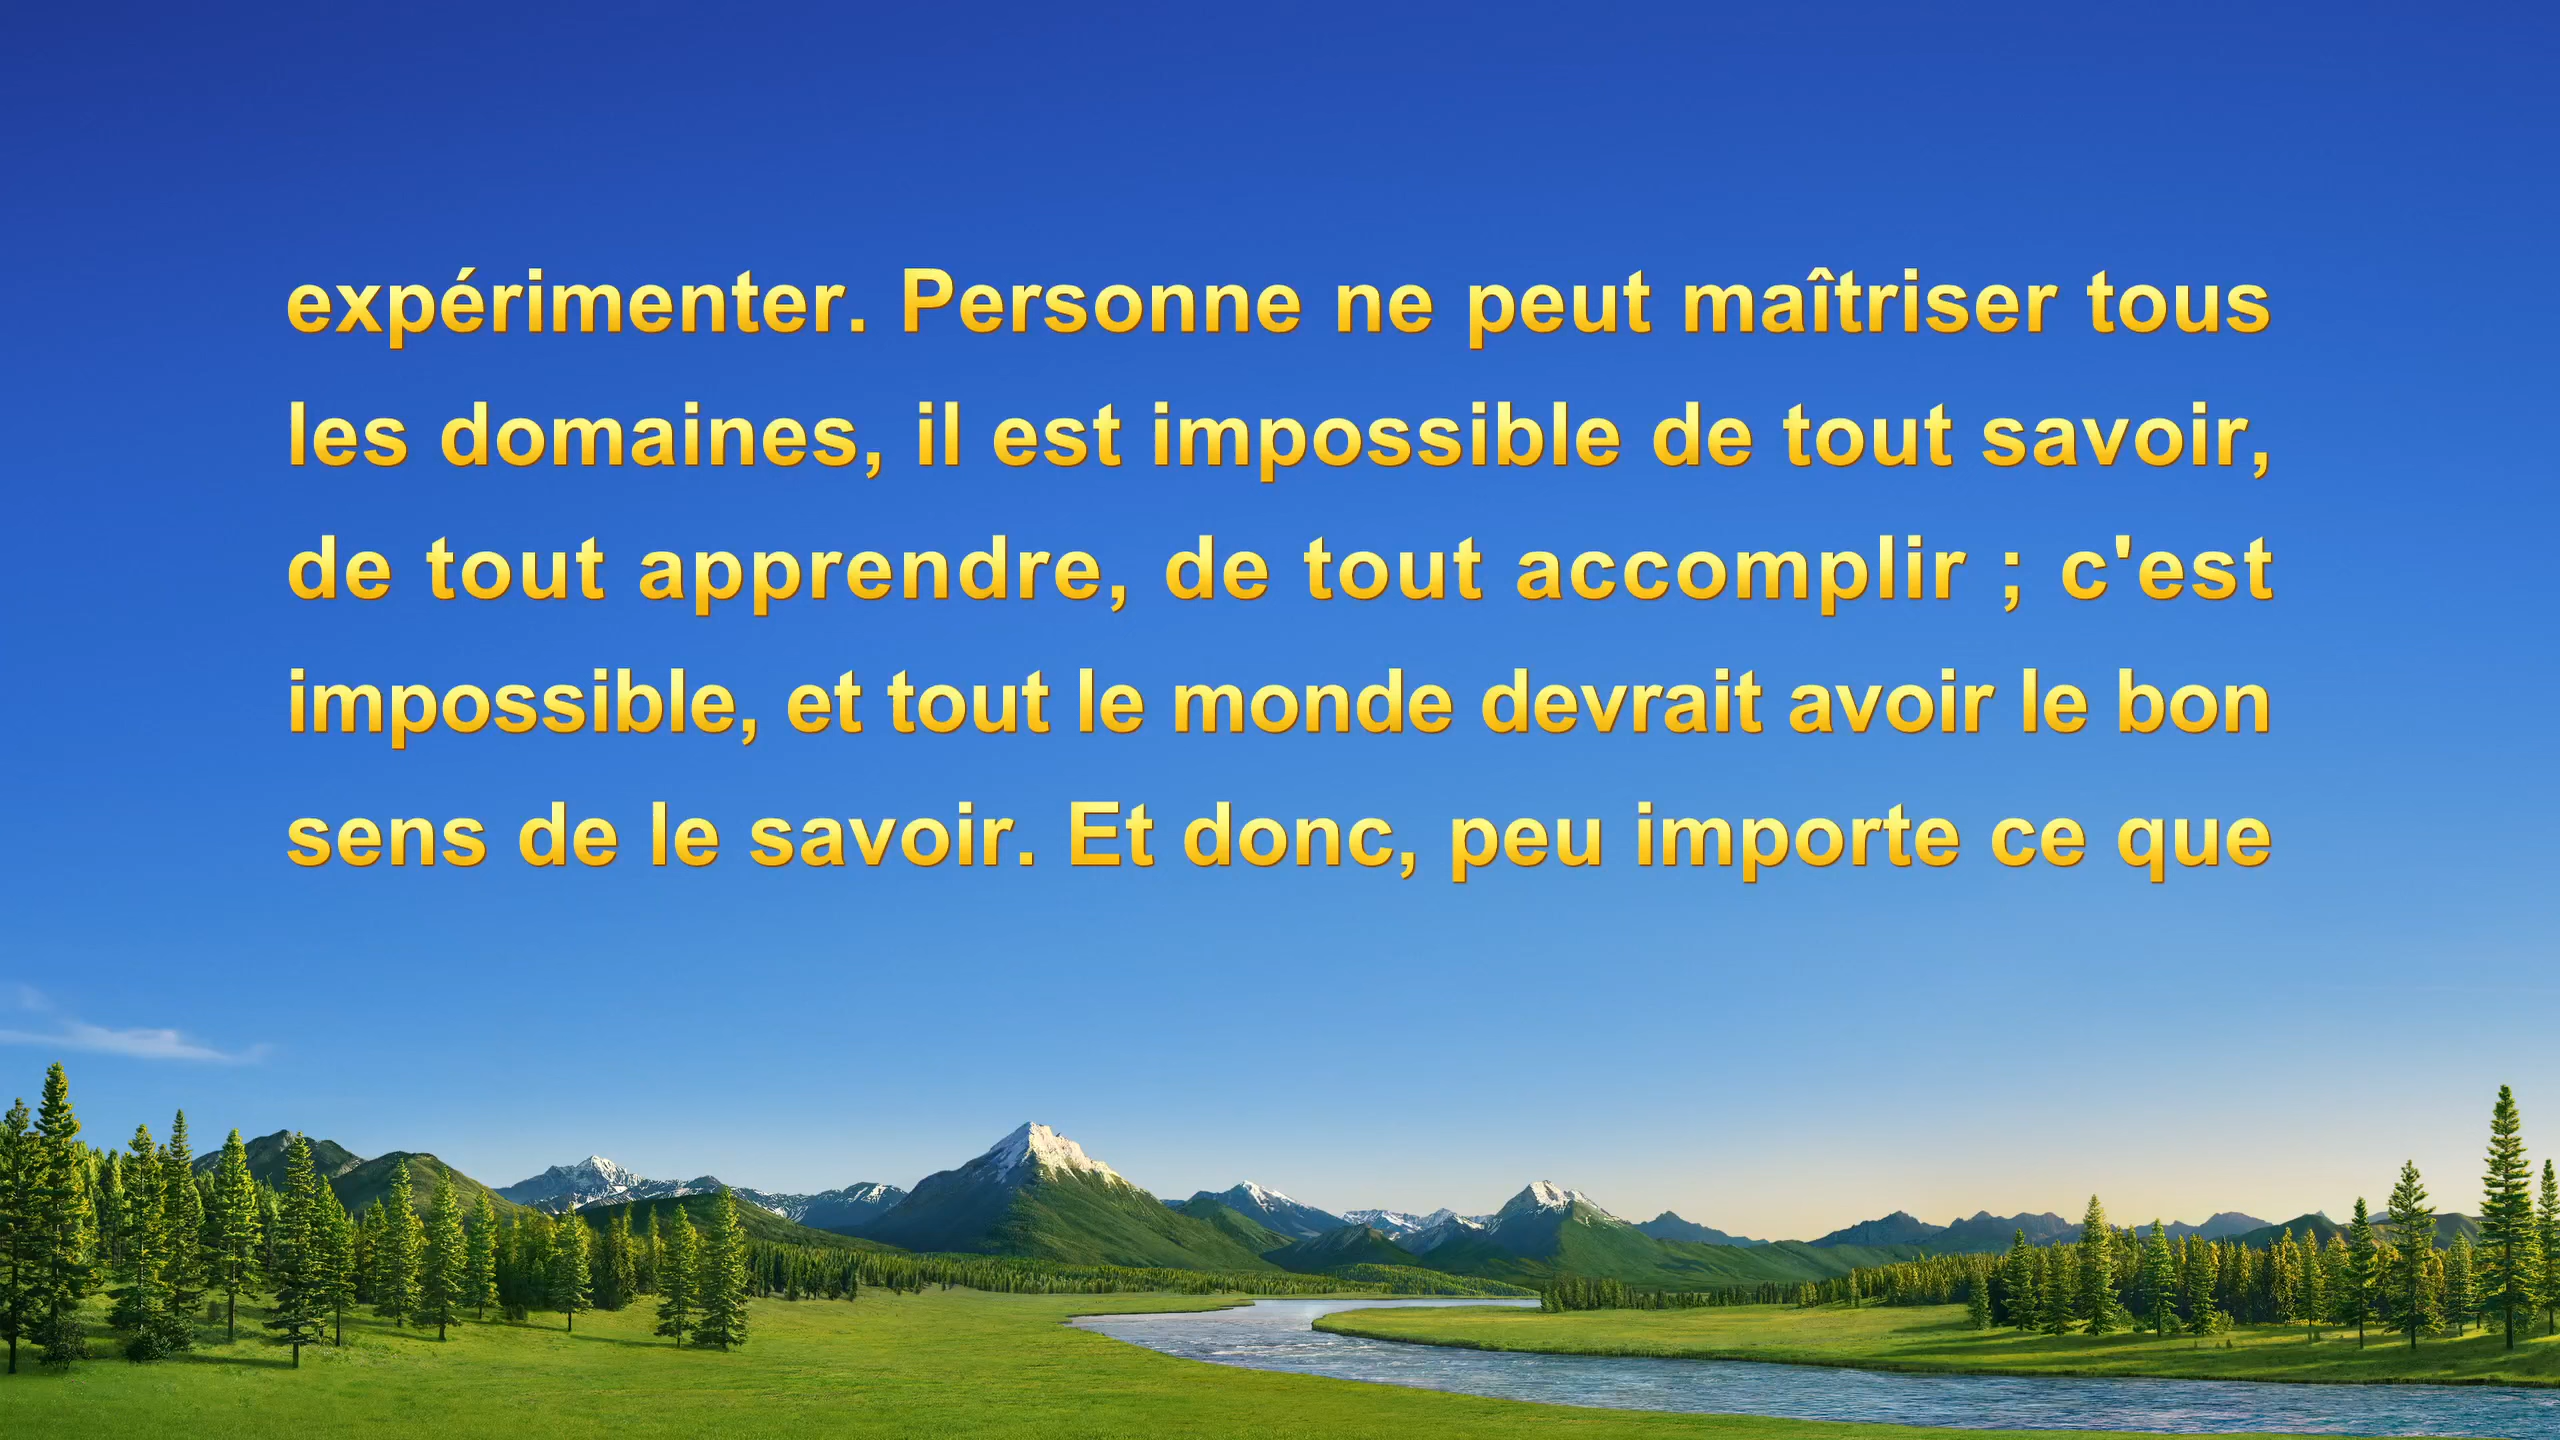 expérimenter. Personne ne peut maîtriser tous
les domaines, il est impossible de tout savoir,
de tout apprendre, de tout accomplir ; c'est
impossible, et tout le monde devrait avoir le bon
sens de le savoir. Et donc, peu importe ce que